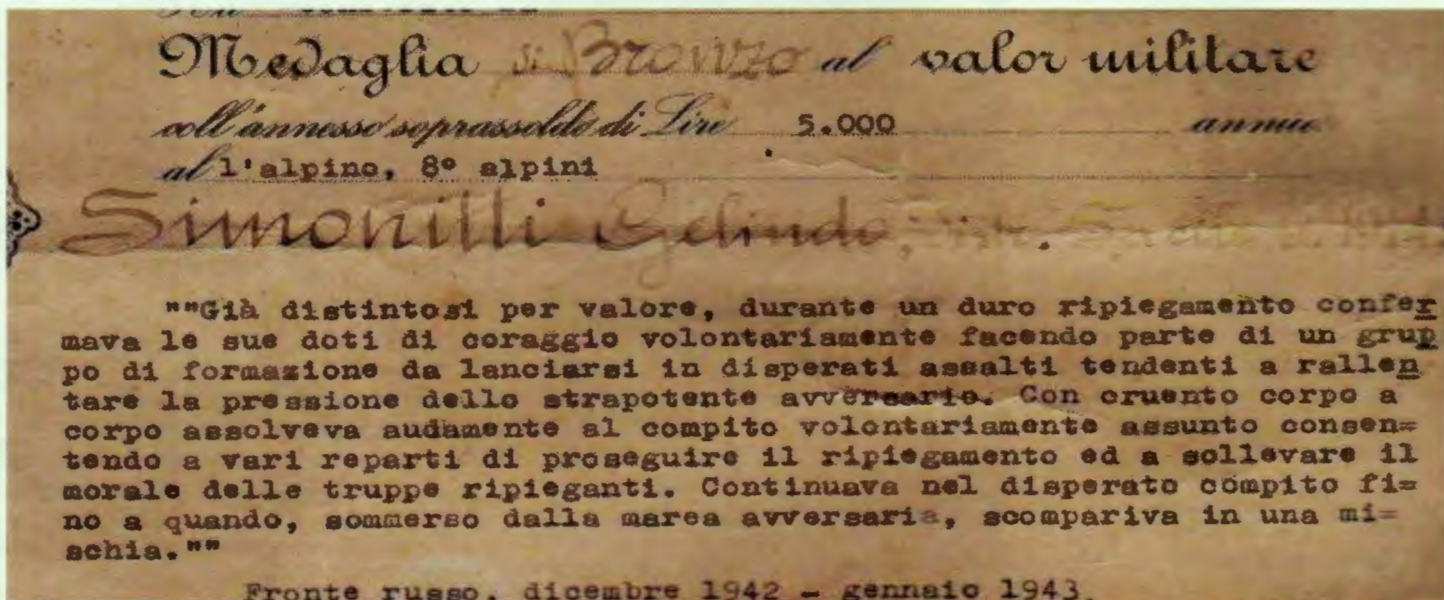 Medaglia di Bronzo al valor militare
coll'annesso soprassoldo di Lire 5.000 annue
al l'alpino, 8° alpini
Simonilli Gelindo,
""Già distintosi per valore, durante un duro ripiegamento confer
mava le sue doti di coraggio volontariamente facendo parte di un grup
po di formazione da lanciarsi in disperati assalti tendenti a rallen
tare la pressione dello strapotente avversario. Con cruento corpo a
corpo assolveva audamente al compito volontariamente assunto consen=
tendo a vari reparti di proseguire il ripiegamento ed a sollevare il
morale delle truppe ripieganti. Continuava nel disperato compito fi=
no a quando, sommerso dalla marea avversaria, scompariva in una mi=
schia.""
Fronte russo, dicembre 1942 - gennaio 1943.